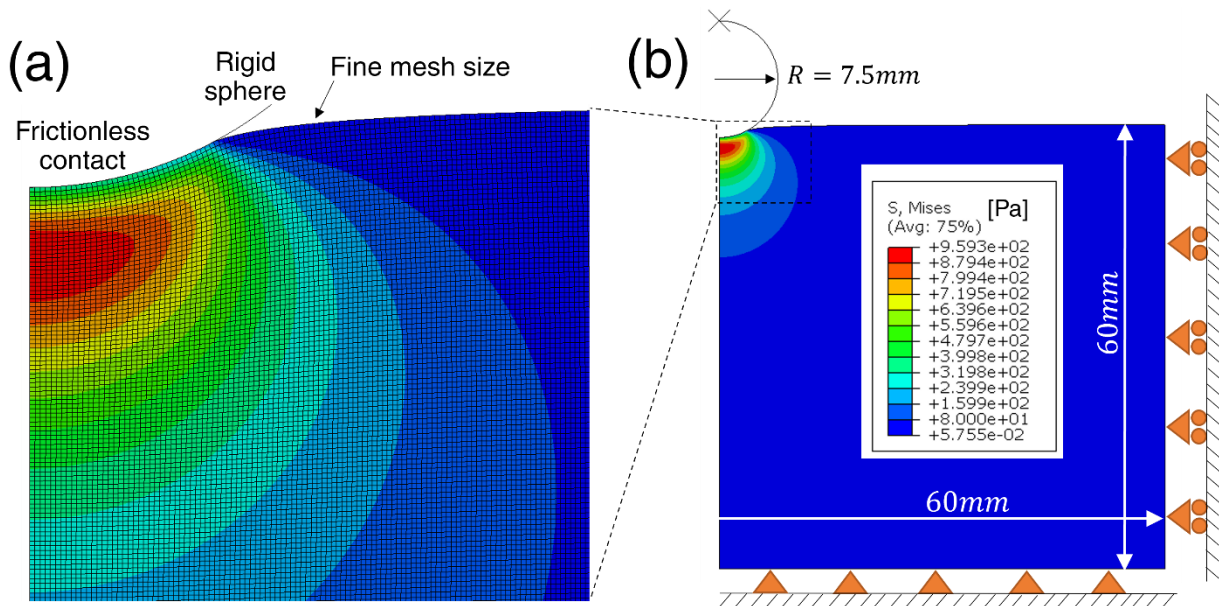 (a)
Rigid
sphere
Fine mesh size
Frictionless
contact
(b)
R = 7.5mm
S, Mises [Pa]
(Avg: 75%)
+9.593e+02
+8.794e+02
+7.994e+02
+7.195e+02
+6.396e+02
+5.596e+02
+4.797e+02
+3.998e+02
+3.198e+02
+2.399e+02
+1.599e+02
+8.000e+01
+5.755e-02
60mm
60mm